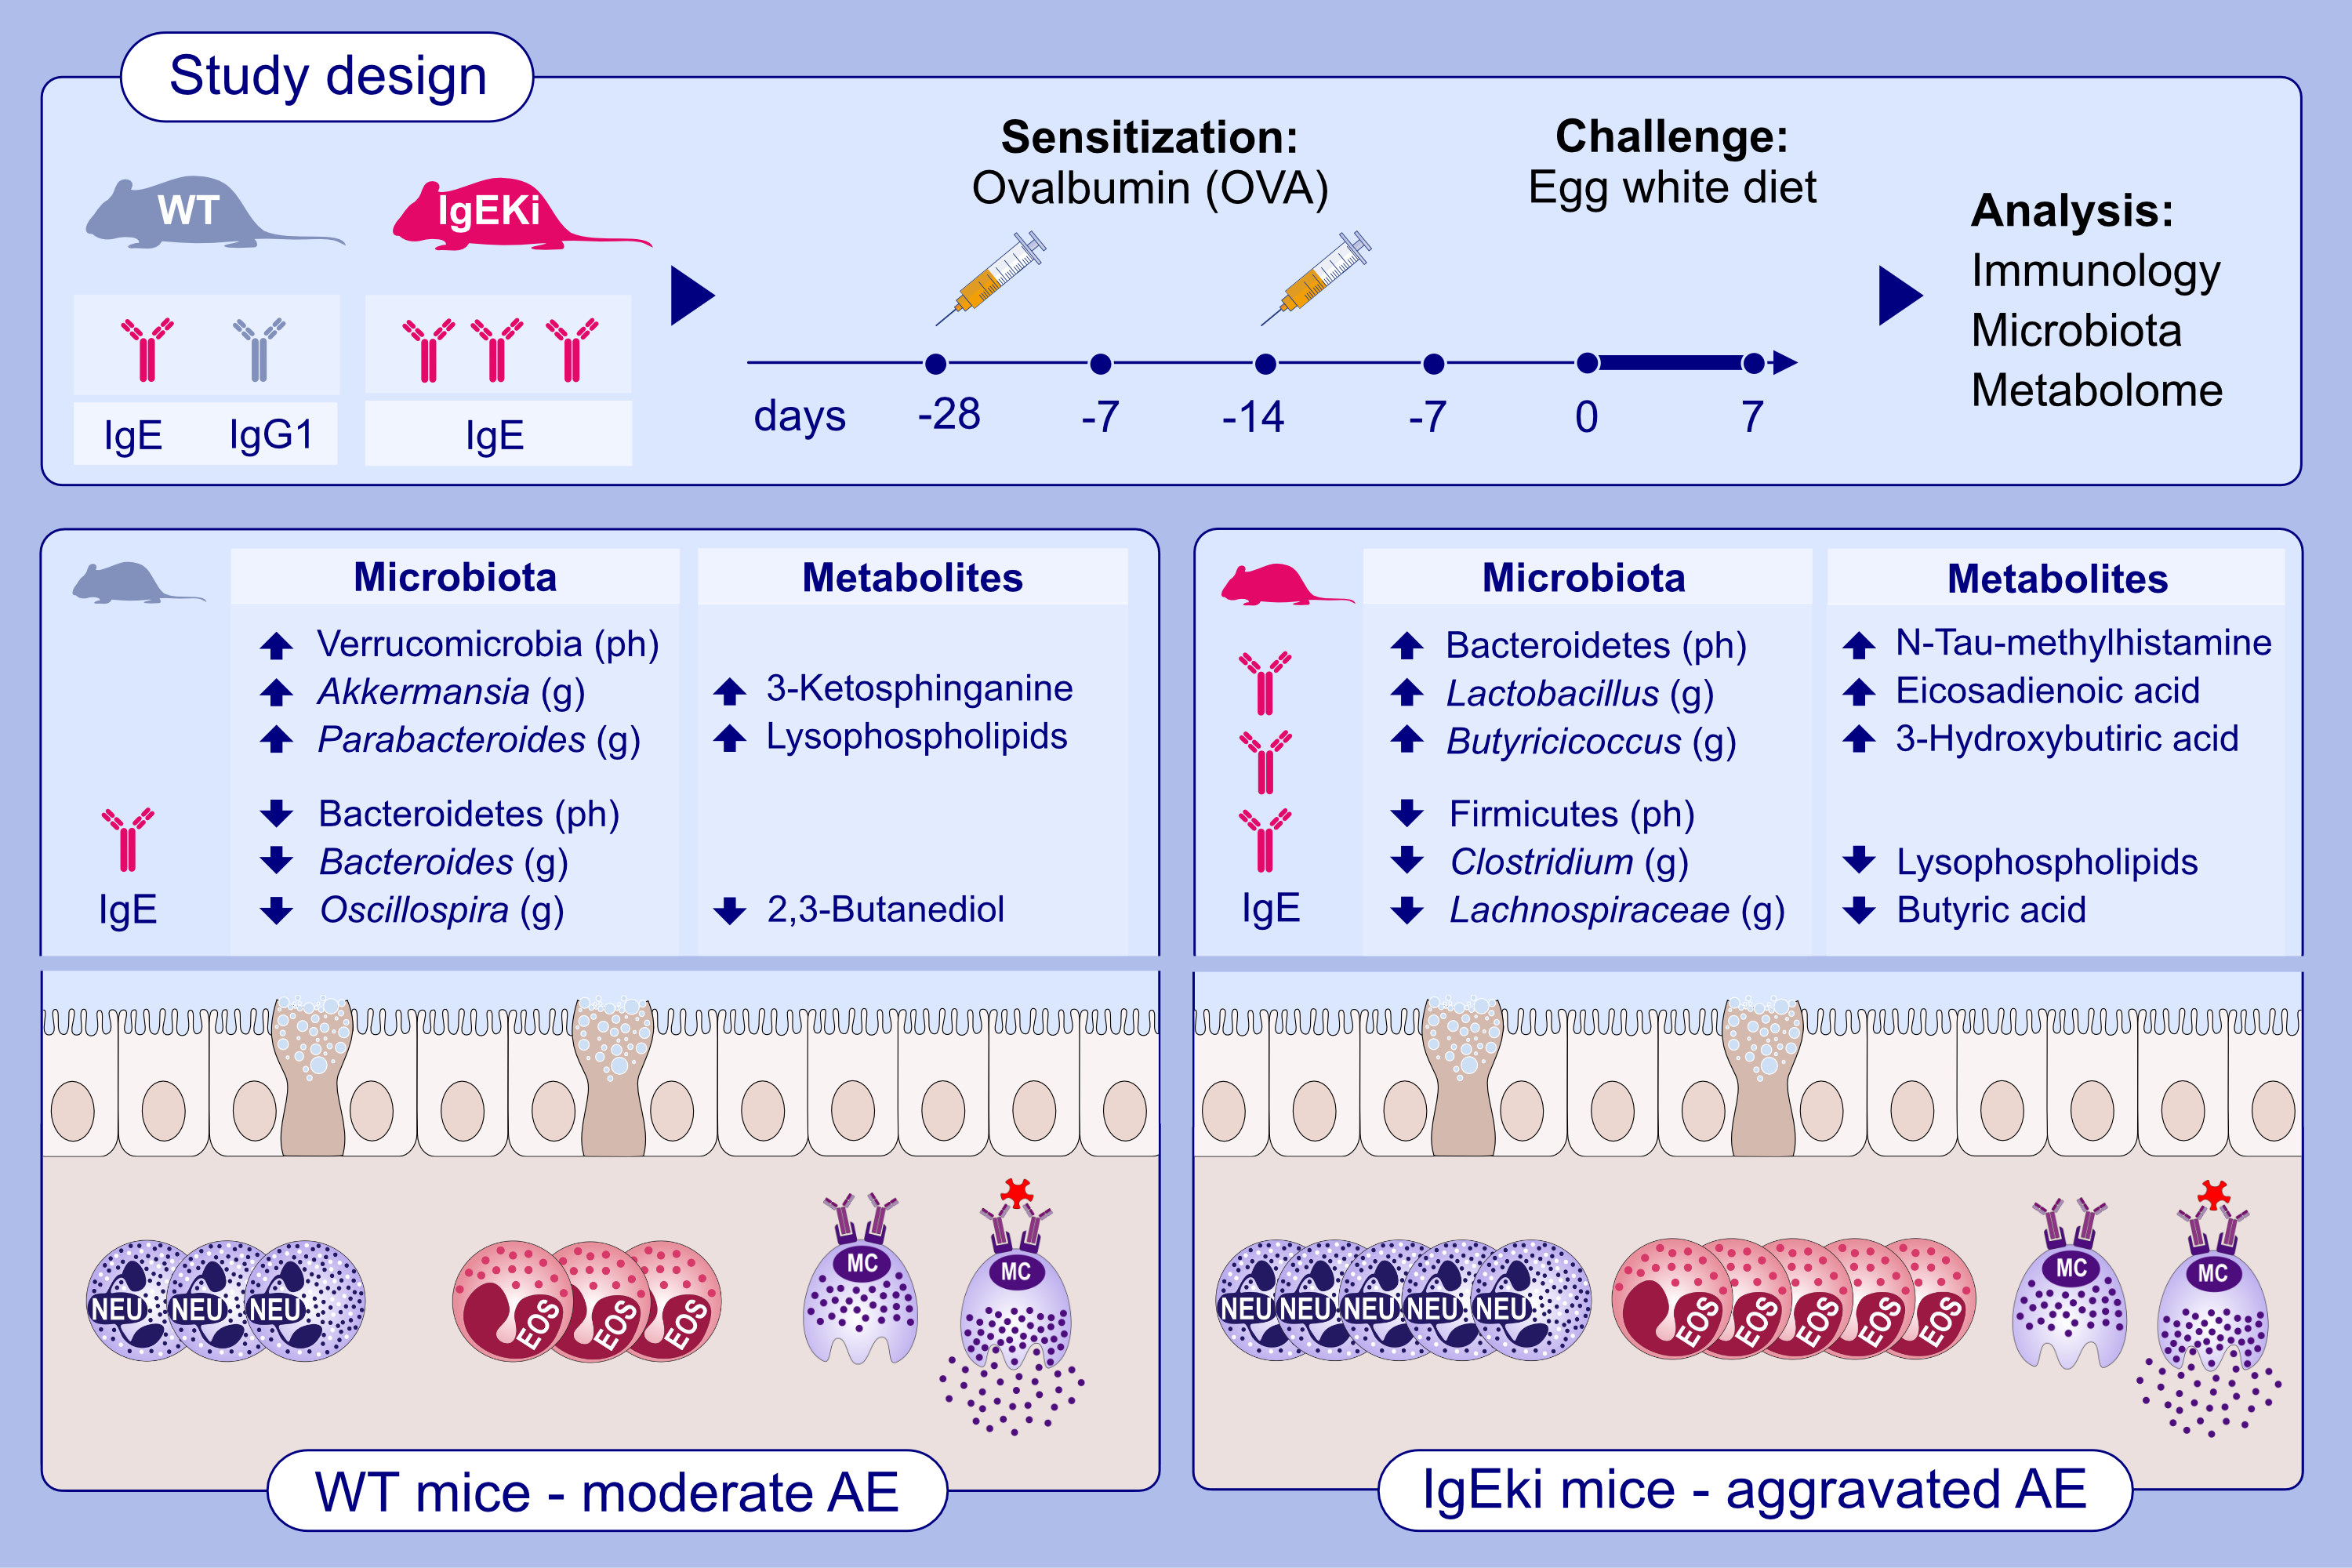 Study design
WT
IgEKi
IgE
IgG1
IgE
Sensitization:
Ovalbumin (OVA)
Challenge:
Egg white diet
days
-28
-7
-14
-7
0
7
Analysis:
Immunology
Microbiota
Metabolome
IgE
Microbiota
Verrucomicrobia (ph)
Akkermansia (g)
Parabacteroides (g)
Bacteroidetes (ph)
Bacteroides (g)
Oscillospira (g)
Metabolites
3-Ketosphinganine
Lysophospholipids
2,3-Butanediol
NEU
NEU
NEU
EOS
EOS
EOS
MC
MC
WT mice - moderate AE
IgE
Microbiota
Bacteroidetes (ph)
Lactobacillus (g)
Butyricicoccus (g)
Firmicutes (ph)
Clostridium (g)
Lachnospiraceae (g)
Metabolites
N-Tau-methylhistamine
Eicosadienoic acid
3-Hydroxybutiric acid
Lysophospholipids
Butyric acid
NEU
NEU
NEU
NEU
NEU
EOS
EOS
EOS
EOS
EOS
MC
MC
IgEki mice - aggravated AE